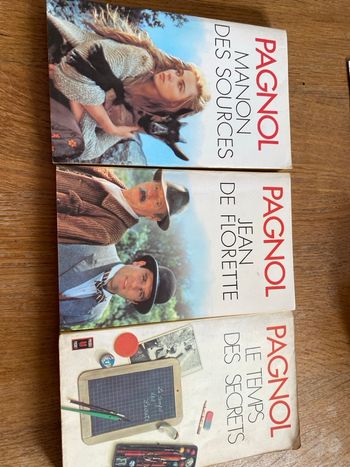 PAGNOL
MANON
DES SOURCES
PAGNOL
JEAN
DE FLORETTE
PAGNOL
LE TEMPS
DES SECRETS